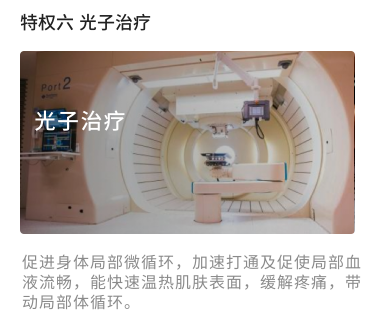 特权六 光子治疗
Port2
光子治疗
促进身体局部微循环，加速打通及促使局部血
液流畅，能快速温热肌肤表面，缓解疼痛，带
动局部体循环。